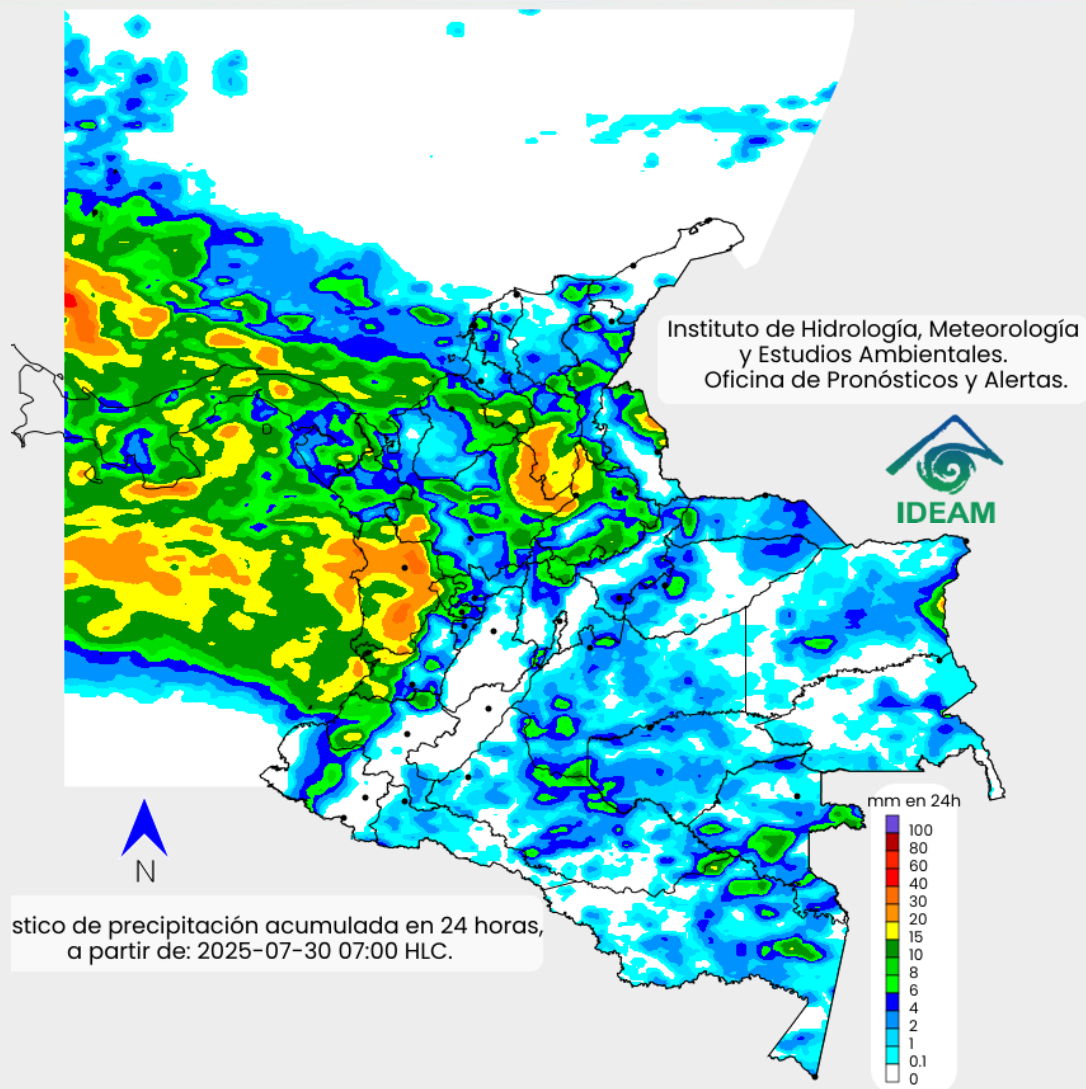 Instituto de Hidrología, Meteorología
y Estudios Ambientales.
Oficina de Pronósticos y Alertas.
IDEAM
mm en 24h
100
80
60
40
30
20
15
10
8
6
4
2
1
0.1
0
N
stico de precipitación acumulada en 24 horas,
a partir de: 2025-07-30 07:00 HLC.